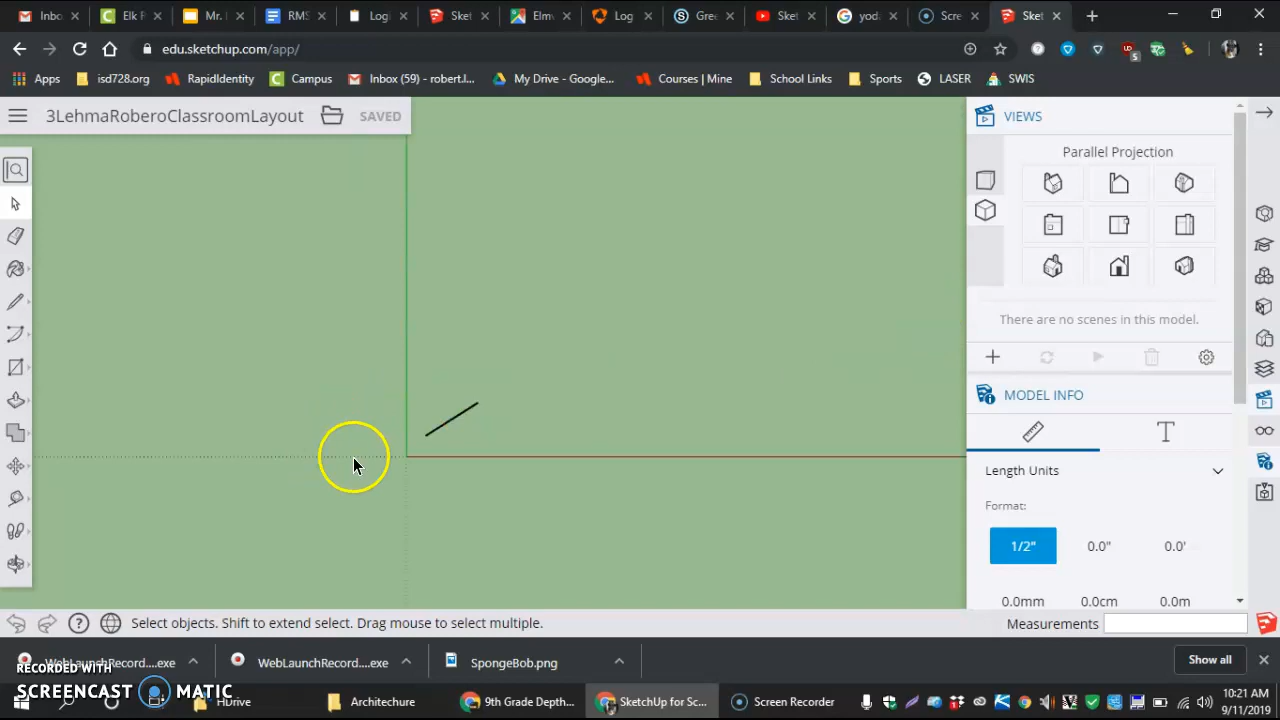 Inbo
Elk F
Mr.
RMS
Logi
Sket
Elmv
Log
Gree
Sket
yoda
Scre
Sket
edu.sketchup.com/app/
Apps
isd728.org
RapidIdentity
Campus
Inbox (59) - robert.l...
My Drive - Google...
Courses | Mine
School Links
Sports
LASER
SWIS
3LehmaRoberoClassroomLayout
SAVED
VIEWS
Parallel Projection
There are no scenes in this model.
MODEL INFO
Length Units
Format:
1/2"
0.0"
0.0'
0.0mm
0.0cm
0.0m
Select objects. Shift to extend select. Drag mouse to select multiple.
Measurements
WebLaunchRecord....exe
WebLaunchRecord....exe
SpongeBob.png
Show all
RECORDED WITH
SCREENCAST MATIC
HDrive
Architecture
9th Grade Depth...
SketchUp for Sc...
Screen Recorder
10:21 AM
9/11/2019